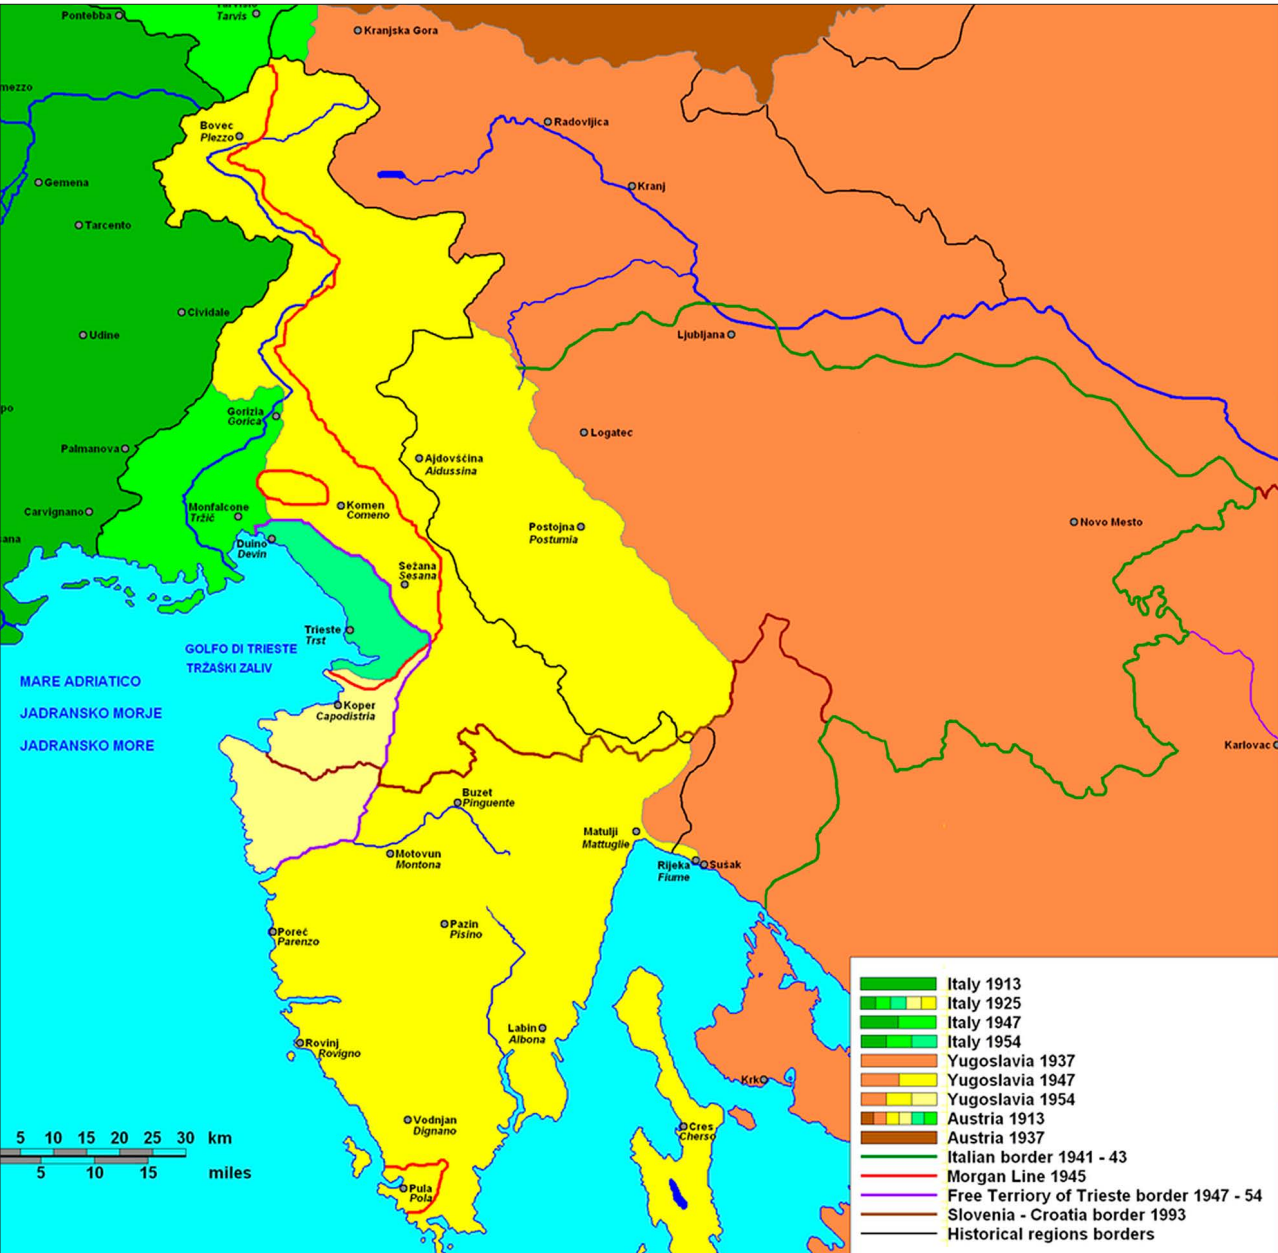 Pontebba
Tarvis
Kranjska Gora
mezzo
Bovec
Plezzo
Radovljica
Gemena
Kranj
Tarcento
Cividale
Udine
Ljubljana
po
Gorizia
Gorica
Logatec
Palmanova
Ajdovščina
Aidussina
Carvignano
Monfalcone
Tržič
Komen
Comeno
Postojna
Postumia
Novo Mesto
ana
Duino
Devin
Sežana
Sesana
Trieste
Trst
GOLFO DI TRIESTE
TRŽAŠKI ZALIV
MARE ADRIATICO
JADRANSKO MORJE
JADRANSKO MORE
Koper
Capodistria
Karlovac
Buzet
Pinguente
Matulji
Mattuglie
Motovun
Montona
Rijeka
Fiume
Sušak
Pazin
Pisino
Poreč
Parenzo
Labin
Albona
Rovinj
Rovigno
Krk
Vodnjan
Dignano
Cres
Cherso
Pula
Pola
5 10 15 20 25 30 km
5 10 15 miles
Italy 1913
Italy 1925
Italy 1947
Italy 1954
Yugoslavia 1937
Yugoslavia 1947
Yugoslavia 1954
Austria 1913
Austria 1937
Italian border 1941 - 43
Morgan Line 1945
Free Terriory of Trieste border 1947 - 54
Slovenia - Croatia border 1993
Historical regions borders